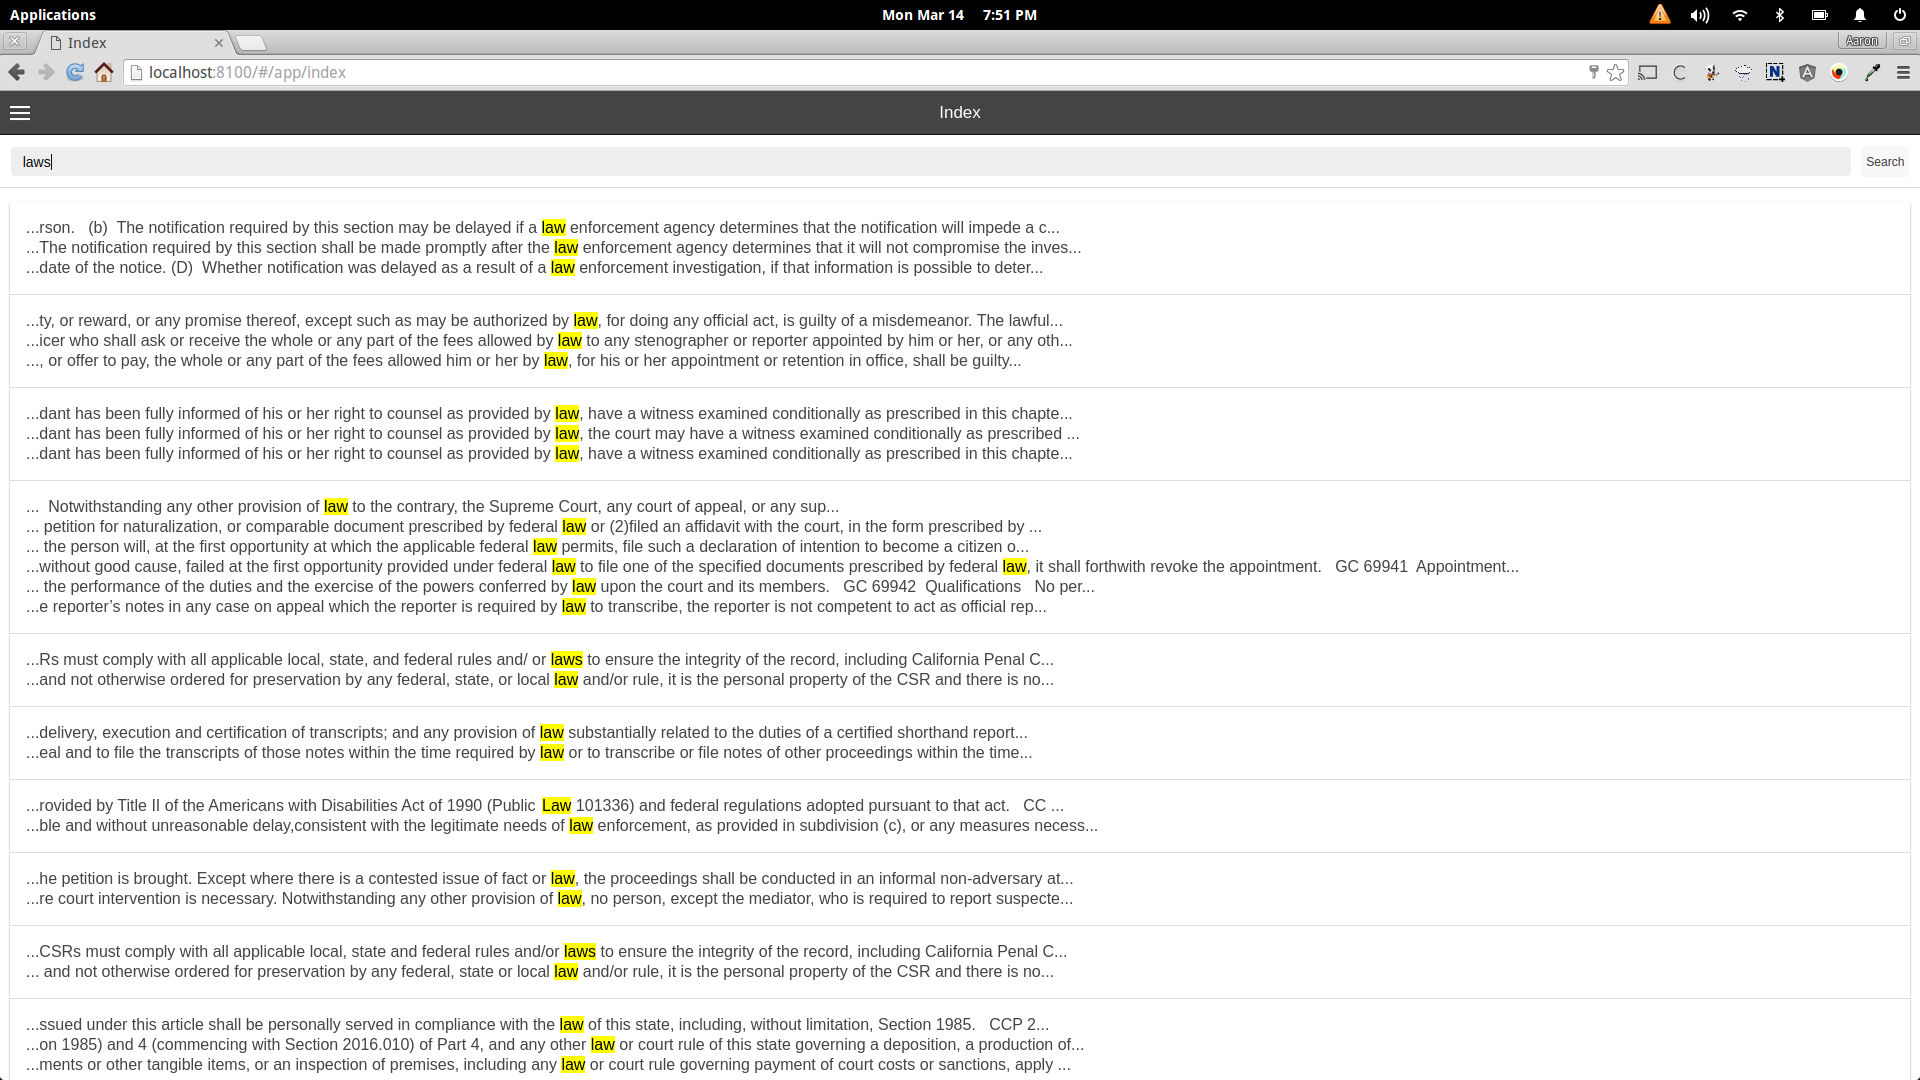 Applications
Mon Mar 14 7:51 PM
Index
Aaron
localhost:8100/#/app/index
Index
laws
Search
...rson. (b) The notification required by this section may be delayed if a law enforcement agency determines that the notification will impede a c...
...The notification required by this section shall be made promptly after the law enforcement agency determines that it will not compromise the inves...
...date of the notice. (D) Whether notification was delayed as a result of a law enforcement investigation, if that information is possible to deter...
...ty, or reward, or any promise thereof, except such as may be authorized by law, for doing any official act, is guilty of a misdemeanor. The lawful...
...icer who shall ask or receive the whole or any part of the fees allowed by law to any stenographer or reporter appointed by him or her, or any oth...
..., or offer to pay, the whole or any part of the fees allowed him or her by law, for his or her appointment or retention in office, shall be guilty...
...dant has been fully informed of his or her right to counsel as provided by law, have a witness examined conditionally as prescribed in this chapte...
...dant has been fully informed of his or her right to counsel as provided by law, the court may have a witness examined conditionally as prescribed ...
...dant has been fully informed of his or her right to counsel as provided by law, have a witness examined conditionally as prescribed in this chapte...
... Notwithstanding any other provision of law to the contrary, the Supreme Court, any court of appeal, or any sup...
... petition for naturalization, or comparable document prescribed by federal law or (2)filed an affidavit with the court, in the form prescribed by ...
... the person will, at the first opportunity at which the applicable federal law permits, file such a declaration of intention to become a citizen o...
...without good cause, failed at the first opportunity provided under federal law to file one of the specified documents prescribed by federal law, it shall forthwith revoke the appointment. GC 69941 Appointment...
... the performance of the duties and the exercise of the powers conferred by law upon the court and its members. GC 69942 Qualifications No per...
...e reporter’s notes in any case on appeal which the reporter is required by law to transcribe, the reporter is not competent to act as official rep...
...Rs must comply with all applicable local, state, and federal rules and/ or laws to ensure the integrity of the record, including California Penal C...
...and not otherwise ordered for preservation by any federal, state, or local law and/or rule, it is the personal property of the CSR and there is no...
...delivery, execution and certification of transcripts; and any provision of law substantially related to the duties of a certified shorthand report...
...eal and to file the transcripts of those notes within the time required by law or to transcribe or file notes of other proceedings within the time...
...rovided by Title II of the Americans with Disabilities Act of 1990 (Public Law 101336) and federal regulations adopted pursuant to that act. CC ...
...ble and without unreasonable delay,consistent with the legitimate needs of law enforcement, as provided in subdivision (c), or any measures necess...
...he petition is brought. Except where there is a contested issue of fact or law, the proceedings shall be conducted in an informal non-adversary at...
...re court intervention is necessary. Notwithstanding any other provision of law, no person, except the mediator, who is required to report suspecte...
...CSRs must comply with all applicable local, state and federal rules and/or laws to ensure the integrity of the record, including California Penal C...
... and not otherwise ordered for preservation by any federal, state or local law and/or rule, it is the personal property of the CSR and there is no...
...ssued under this article shall be personally served in compliance with the law of this state, including, without limitation, Section 1985. CCP 2...
...on 1985) and 4 (commencing with Section 2016.010) of Part 4, and any other law or court rule of this state governing a deposition, a production of...
...ments or other tangible items, or an inspection of premises, including any law or court rule governing payment of court costs or sanctions, apply ...